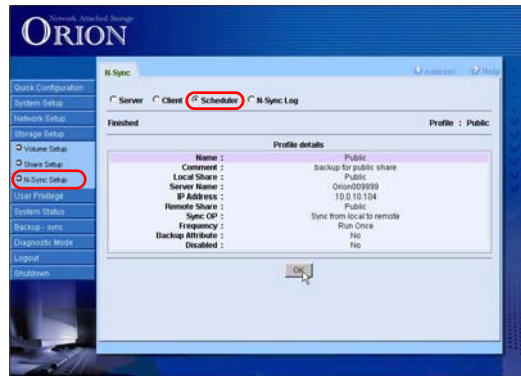 Network Attached Storage
ORION
N-Sync
Help
Quick Configuration
System Setup
Network Setup
Storage Setup
Volume Setup
Share Setup
N-Sync Setup
User Privilege
System Status
Backup - sync
Diagnostic Mode
Logout
Shutdown
Server Client Scheduler N-Sync Log
Finished Profile : Public
Profile details
Name : Public
Comment : backup for public share
Local Share : Public
Server Name : Orion009999
IP Address : 10.0.10.104
Remote Share : Public
Sync OP : Sync from local to remote
Frequency : Run Once
Backup Attribute : No
Disabled : No
OK